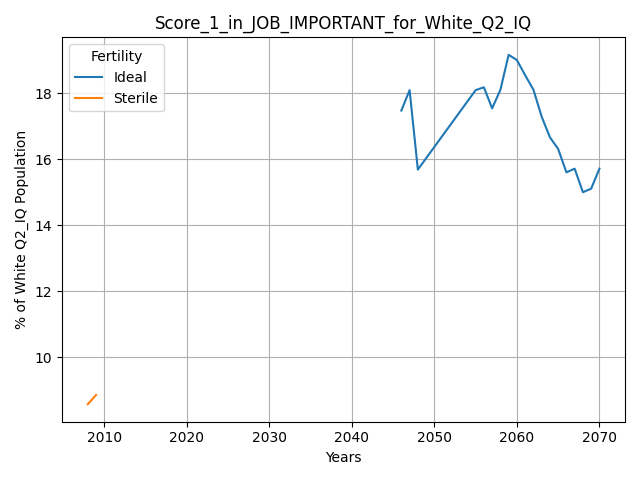 Score_1_in_JOB_IMPORTANT_for_White_Q2_IQ
Fertility
Ideal
Sterile
% of White Q2_IQ Population
18
16
14
12
10
2010 2020 2030 2040 2050 2060 2070
Years